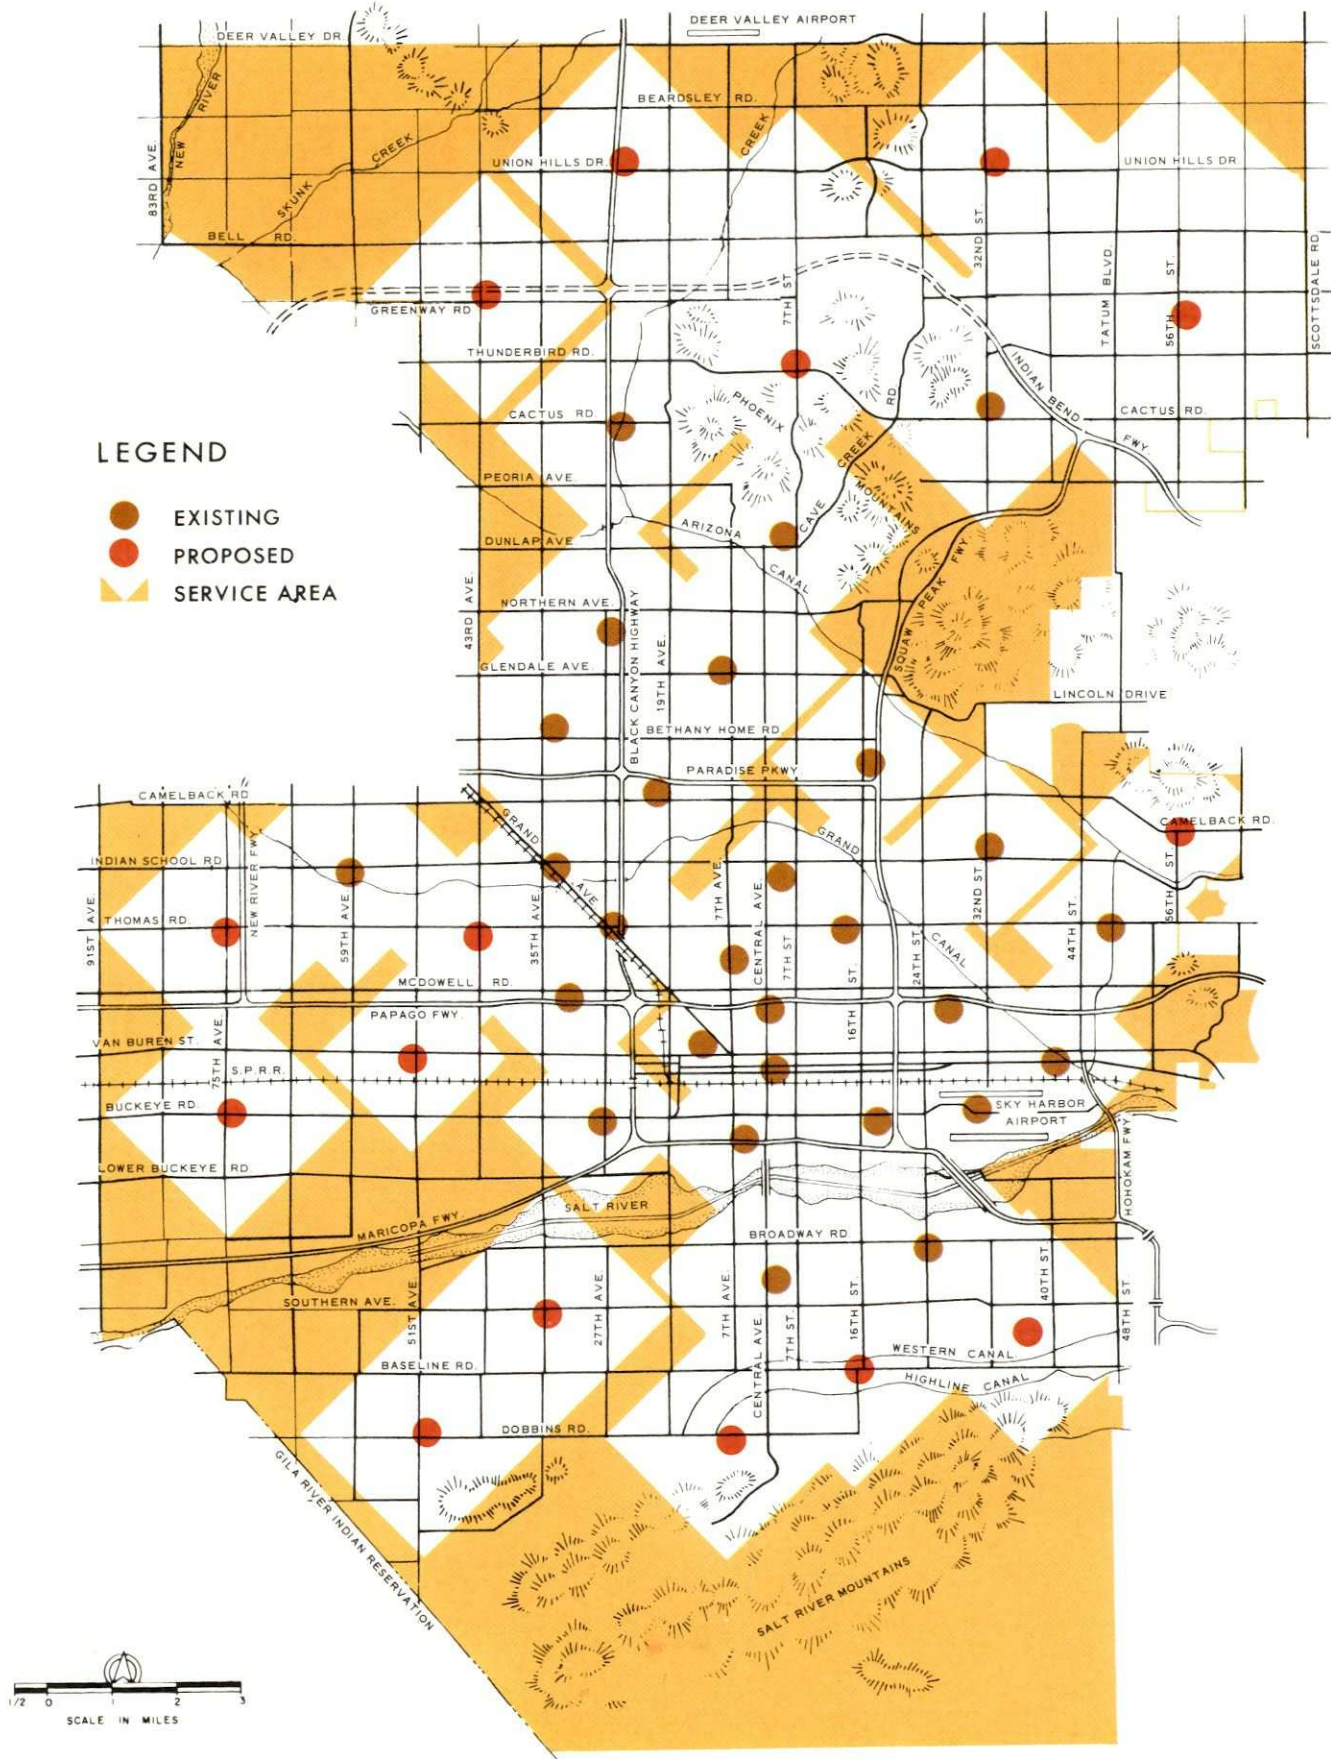 DEER VALLEY AIRPORT
DEER VALLEY DR.
NEW RIVER
BEARDSLEY RD.
SKUNK CREEK
CREEK
UNION HILLS DR.
UNION HILLS DR
83RD AVE.
BELL RD.
32ND ST.
TATUM BLVD.
56TH ST.
SCOTTSDALE RD.
GREENWAY RD
7TH ST
THUNDERBIRD RD.
INDIAN BEND FWY.
PHOENIX MOUNTAINS
CAVE CREEK RD
CACTUS RD.
CACTUS RD.
LEGEND
EXISTING
PROPOSED
SERVICE AREA
PEORIA AVE.
ARIZONA CANAL
DUNLAP AVE
SQUAW PEAK FWY
43RD AVE.
NORTHERN AVE.
BLACK CANYON HIGHWAY
19TH AVE.
GLENDALE AVE.
LINCOLN DRIVE
BETHANY HOME RD.
PARADISE PKWY.
CAMELBACK RD
GRAND AVE
GRAND CANAL
CAMELBACK RD.
INDIAN SCHOOL RD
NEW RIVER FWY.
91ST AVE.
THOMAS RD.
59TH AVE.
35TH AVE.
7TH AVE.
CENTRAL AVE.
7TH ST
16TH ST.
24TH ST.
32ND ST.
44TH ST.
56TH ST.
MCDOWELL RD.
PAPAGO FWY.
VAN BUREN ST.
75TH AVE.
S.P.R.R.
BUCKEYE RD.
SKY HARBOR
AIRPORT
HOHOKAM FWY.
LOWER BUCKEYE RD
SALT RIVER
MARICOPA FWY.
BROADWAY RD.
SOUTHERN AVE.
51ST AVE.
27TH AVE.
7TH AVE.
CENTRAL AVE.
7TH ST.
16TH ST.
40TH ST.
48TH ST.
WESTERN CANAL
BASELINE RD.
HIGHLINE CANAL
DOBBINS RD.
GILA RIVER INDIAN RESERVATION
SALT RIVER MOUNTAINS
1/2 0 1 2 3
SCALE IN MILES